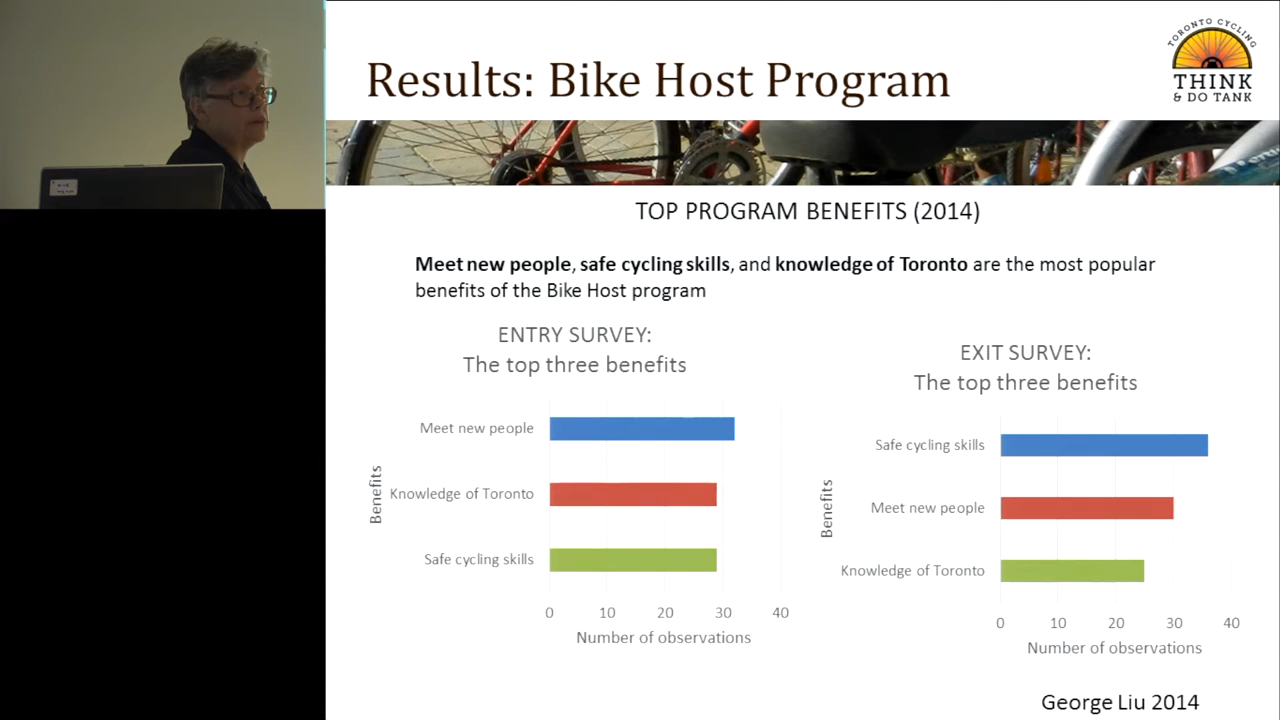 Results: Bike Host Program
TORONTO CYCLING
THINK
& DO TANK
TOP PROGRAM BENEFITS (2014)
Meet new people, safe cycling skills, and knowledge of Toronto are the most popular
benefits of the Bike Host program
ENTRY SURVEY:
The top three benefits
Benefits
Meet new people
Knowledge of Toronto
Safe cycling skills
0 10 20 30 40
Number of observations
EXIT SURVEY:
The top three benefits
Benefits
Safe cycling skills
Meet new people
Knowledge of Toronto
0 10 20 30 40
Number of observations
George Liu 2014